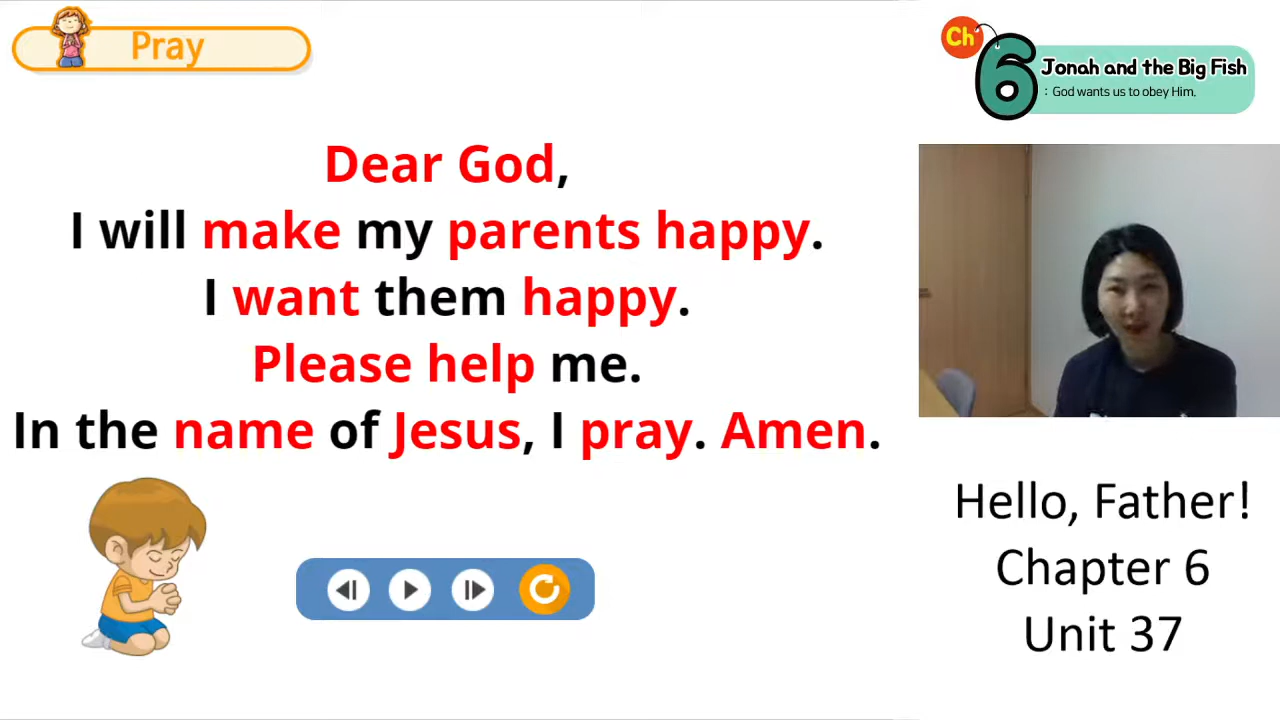 Pray
Dear God,
I will make my parents happy.
I want them happy.
Please help me.
In the name of Jesus, I pray. Amen.
Ch
6
Jonah and the Big Fish
: God wants us to obey Him.
Hello, Father!
Chapter 6
Unit 37